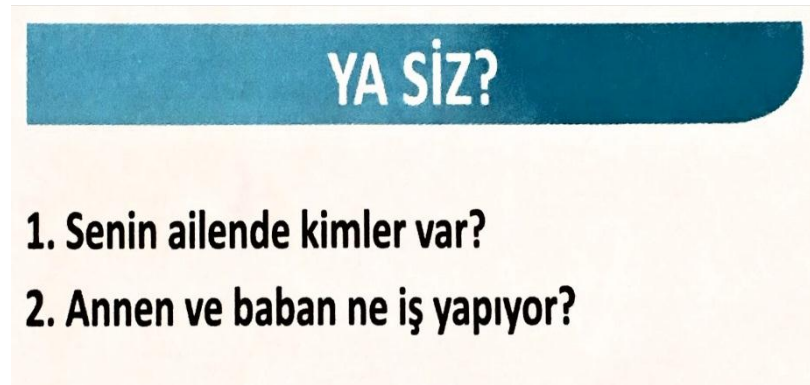 YA SİZ?
1. Senin ailende kimler var?
2. Annen ve baban ne iş yapıyor?